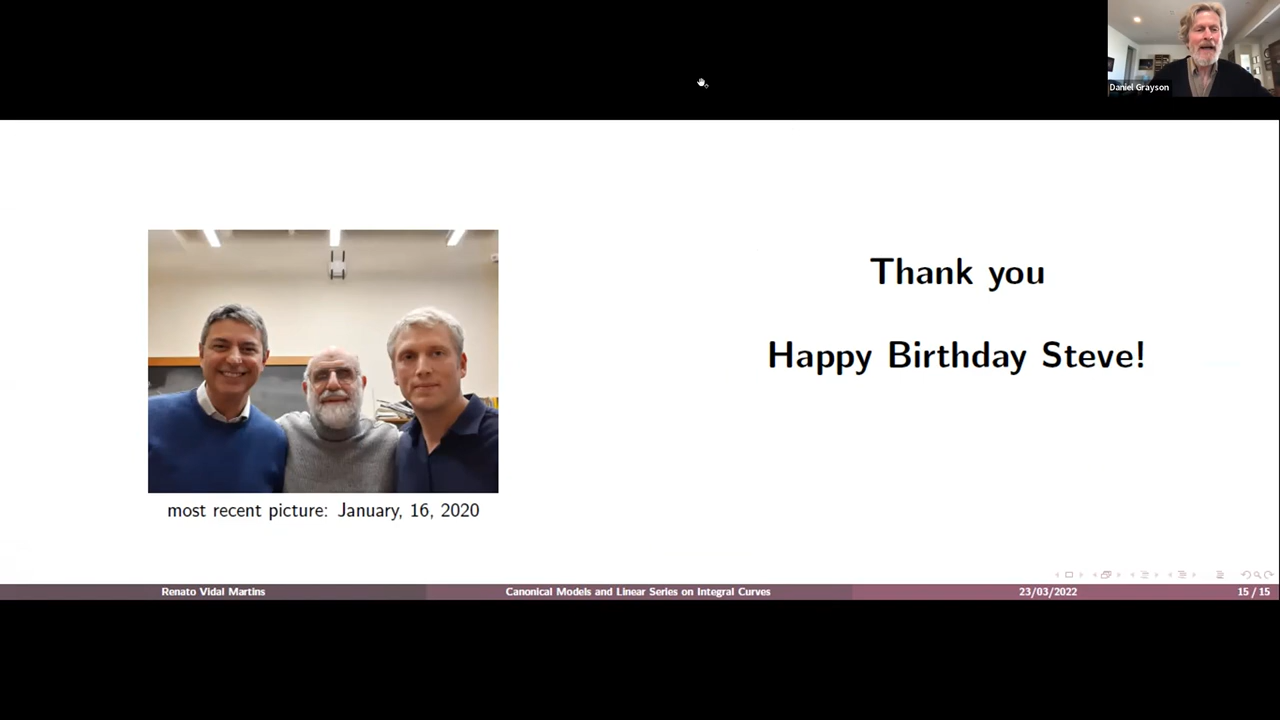 Daniel Grayson
Thank you
Happy Birthday Steve!
most recent picture: January, 16, 2020
Renato Vidal Martins
Canonical Models and Linear Series on Integral Curves
23/03/2022
15 / 15